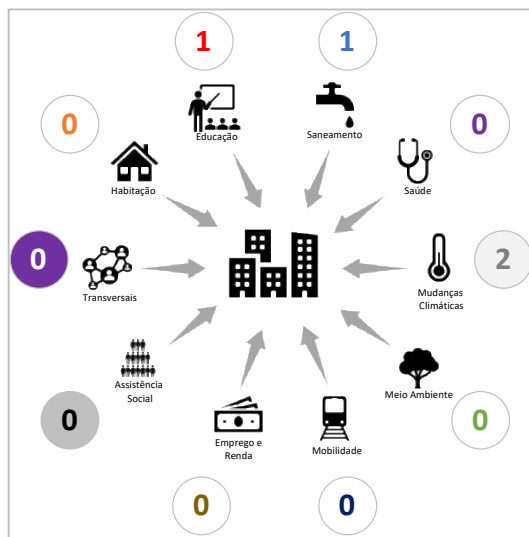 1
1
Educação
Saneamento
0
0
Habitação
Saúde
0
2
Transversais
Mudanças
Climáticas
Assistência
Social
Meio Ambiente
0
0
Emprego e
Renda
Mobilidade
0
0